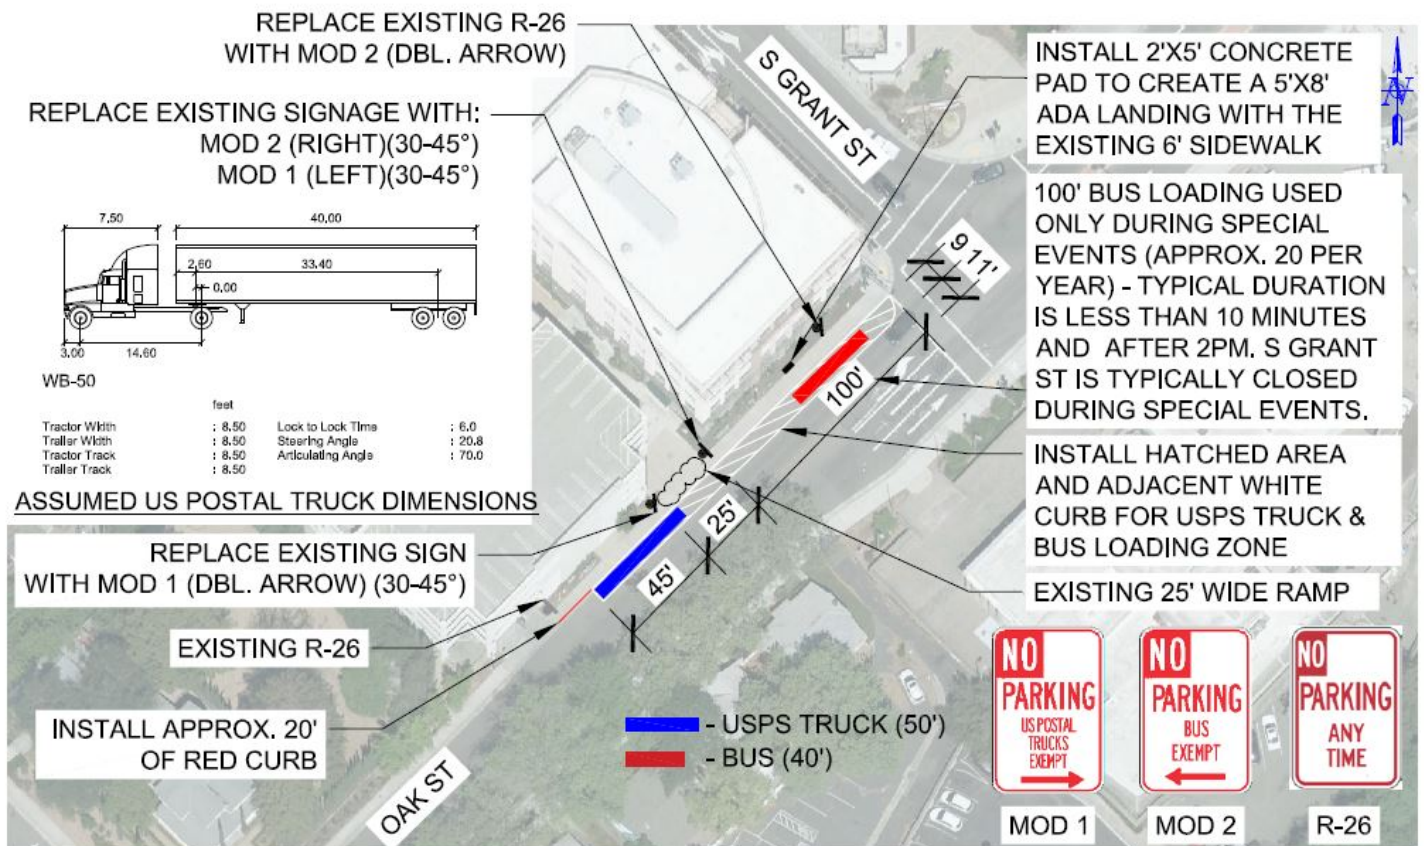 REPLACE EXISTING R-26
WITH MOD 2 (DBL. ARROW)
REPLACE EXISTING SIGNAGE WITH:
MOD 2 (RIGHT)(30-45°)
MOD 1 (LEFT)(30-45°)
7.50
40.00
2.60
33.40
0.00
3.00
14.60
WB-50
feet
Tractor Width : 8.50 Lock to Lock Time : 6.0
Trailer Width : 8.50 Steering Angle : 20.8
Tractor Track : 8.50 Articulating Angle : 70.0
Trailer Track : 8.50
ASSUMED US POSTAL TRUCK DIMENSIONS
REPLACE EXISTING SIGN
WITH MOD 1 (DBL. ARROW) (30-45°)
EXISTING R-26
INSTALL APPROX. 20'
OF RED CURB
S GRANT ST
9 11'
100'
25'
45'
OAK ST
- USPS TRUCK (50')
- BUS (40')
N
INSTALL 2'X5' CONCRETE
PAD TO CREATE A 5'X8'
ADA LANDING WITH THE
EXISTING 6' SIDEWALK
100' BUS LOADING USED
ONLY DURING SPECIAL
EVENTS (APPROX. 20 PER
YEAR) - TYPICAL DURATION
IS LESS THAN 10 MINUTES
AND AFTER 2PM. S GRANT
ST IS TYPICALLY CLOSED
DURING SPECIAL EVENTS.
INSTALL HATCHED AREA
AND ADJACENT WHITE
CURB FOR USPS TRUCK &
BUS LOADING ZONE
EXISTING 25' WIDE RAMP
NO
PARKING
US POSTAL
TRUCKS
EXEMPT
MOD 1
NO
PARKING
BUS
EXEMPT
MOD 2
NO
PARKING
ANY
TIME
R-26